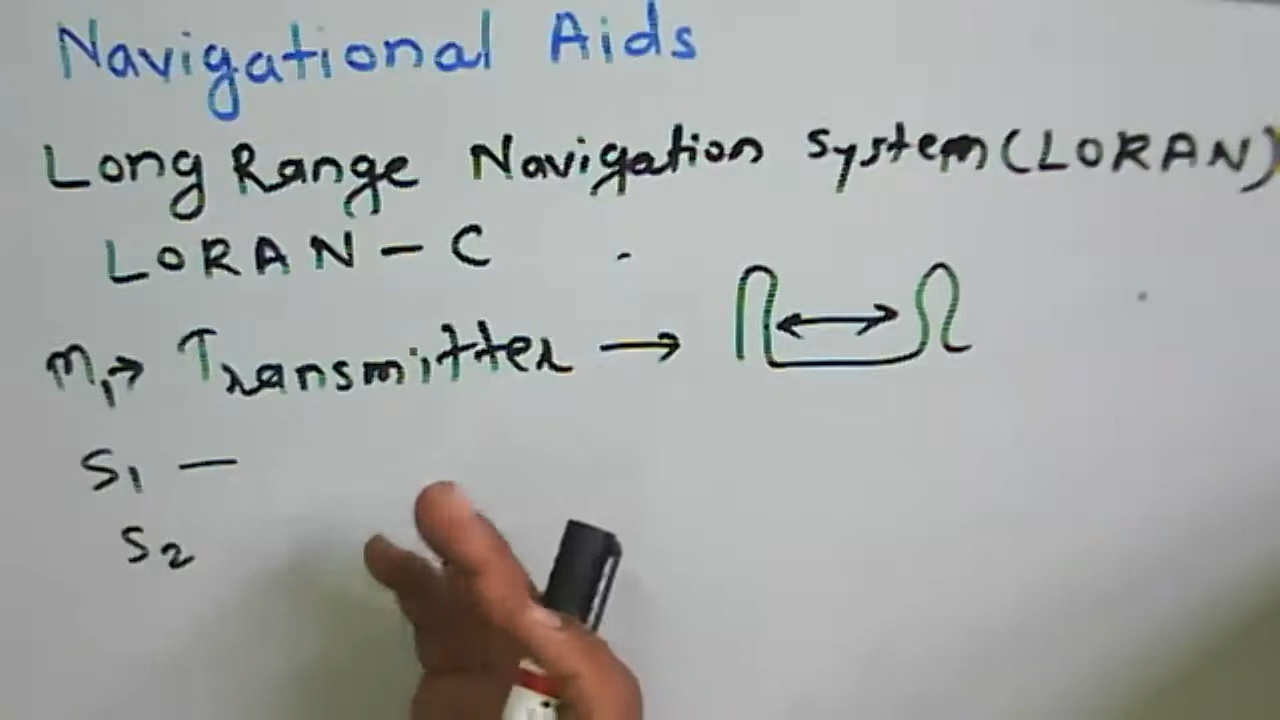 Navigational Aids
Long Range Navigation System (LORAN)
LORAN - C
M₁ → Transmitter →
S₁ -
S₂